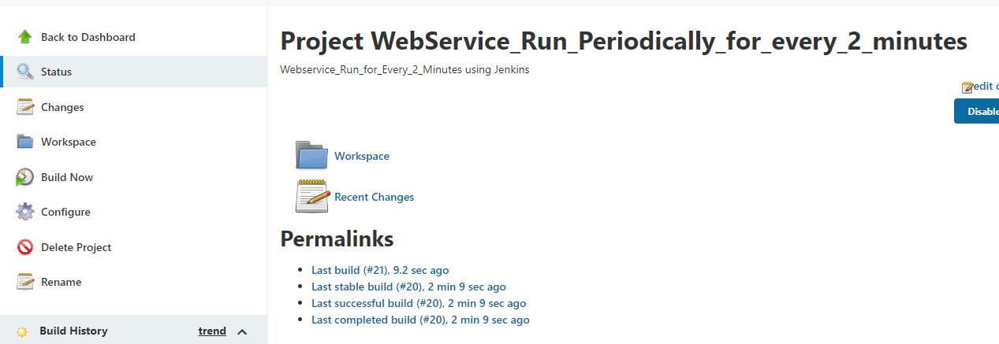 Back to Dashboard
Status
Changes
Workspace
Build Now
Configure
Delete Project
Rename
Build History trend
Project WebService_Run_Periodically_for_every_2_minutes
Webservice_Run_for_Every_2_Minutes using Jenkins
edit
Disable
Workspace
Recent Changes
Permalinks
Last build (#21), 9.2 sec ago
Last stable build (#20), 2 min 9 sec ago
Last successful build (#20), 2 min 9 sec ago
Last completed build (#20), 2 min 9 sec ago